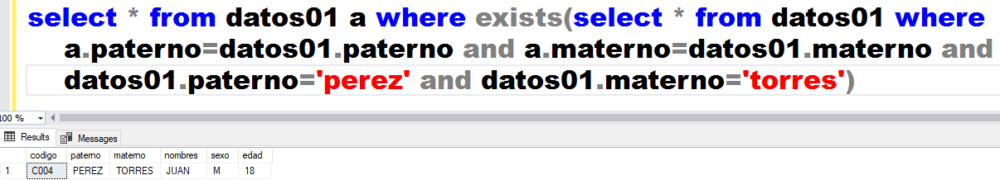 select * from datos01 a where exists(select * from datos01 where
a.paterno=datos01.paterno and a.materno=datos01.materno and
datos01.paterno='perez' and datos01.materno='torres')
100 %
Results Messages
codigo paterno materno nombres sexo edad
1 C004 PEREZ TORRES JUAN M 18